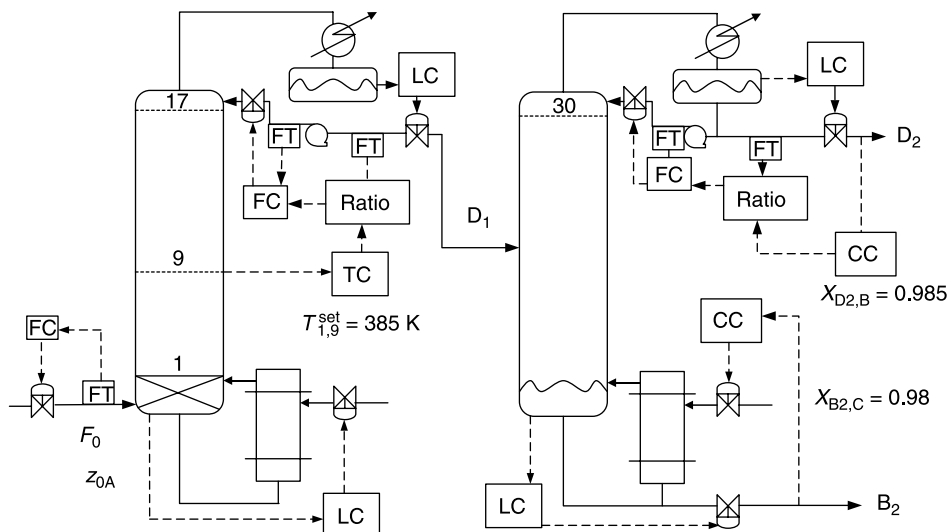 LC
LC
17
30
FT
FT
FT
FT
D2
FC
Ratio
FC
Ratio
D1
9
TC
CC
XD2,B = 0.985
T1,9set = 385 K
FC
CC
1
FT
XB2,C = 0.98
F0
z0A
LC
LC
B2